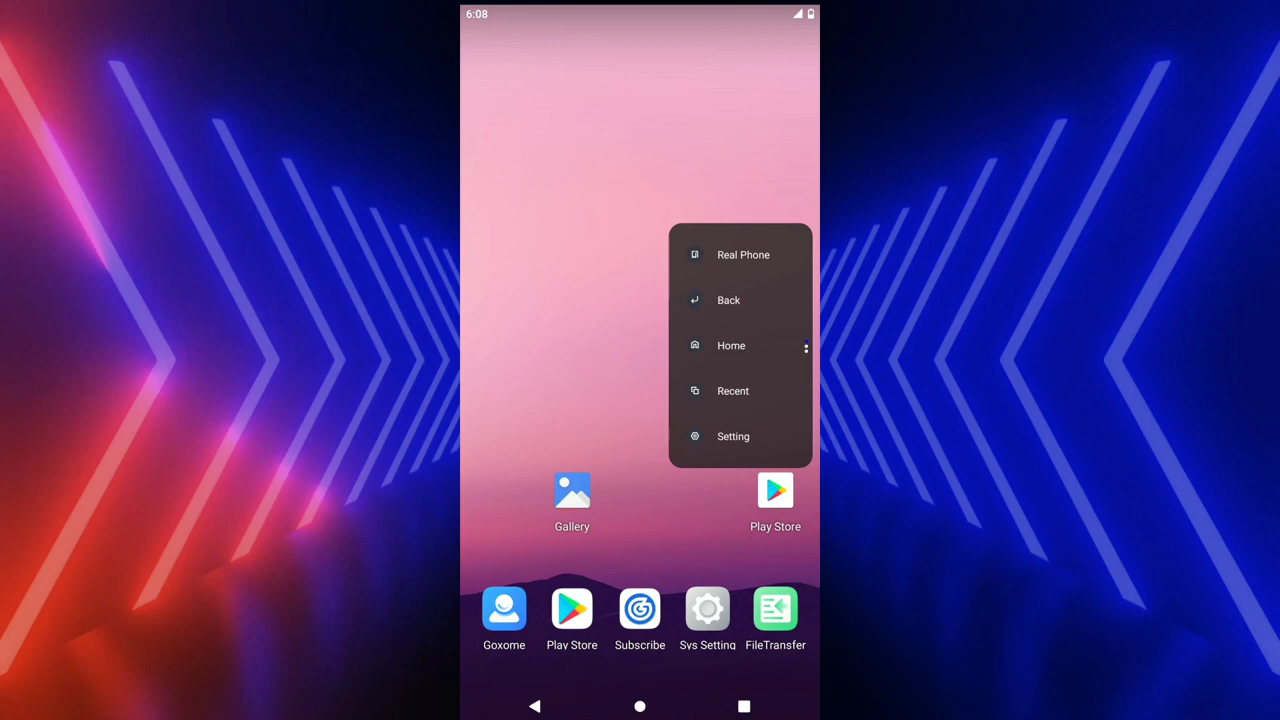 6:08
Real Phone
Back
Home
Recent
Setting
Gallery
Play Store
Goxome
Play Store
Subscribe
Sys Setting
FileTransfer